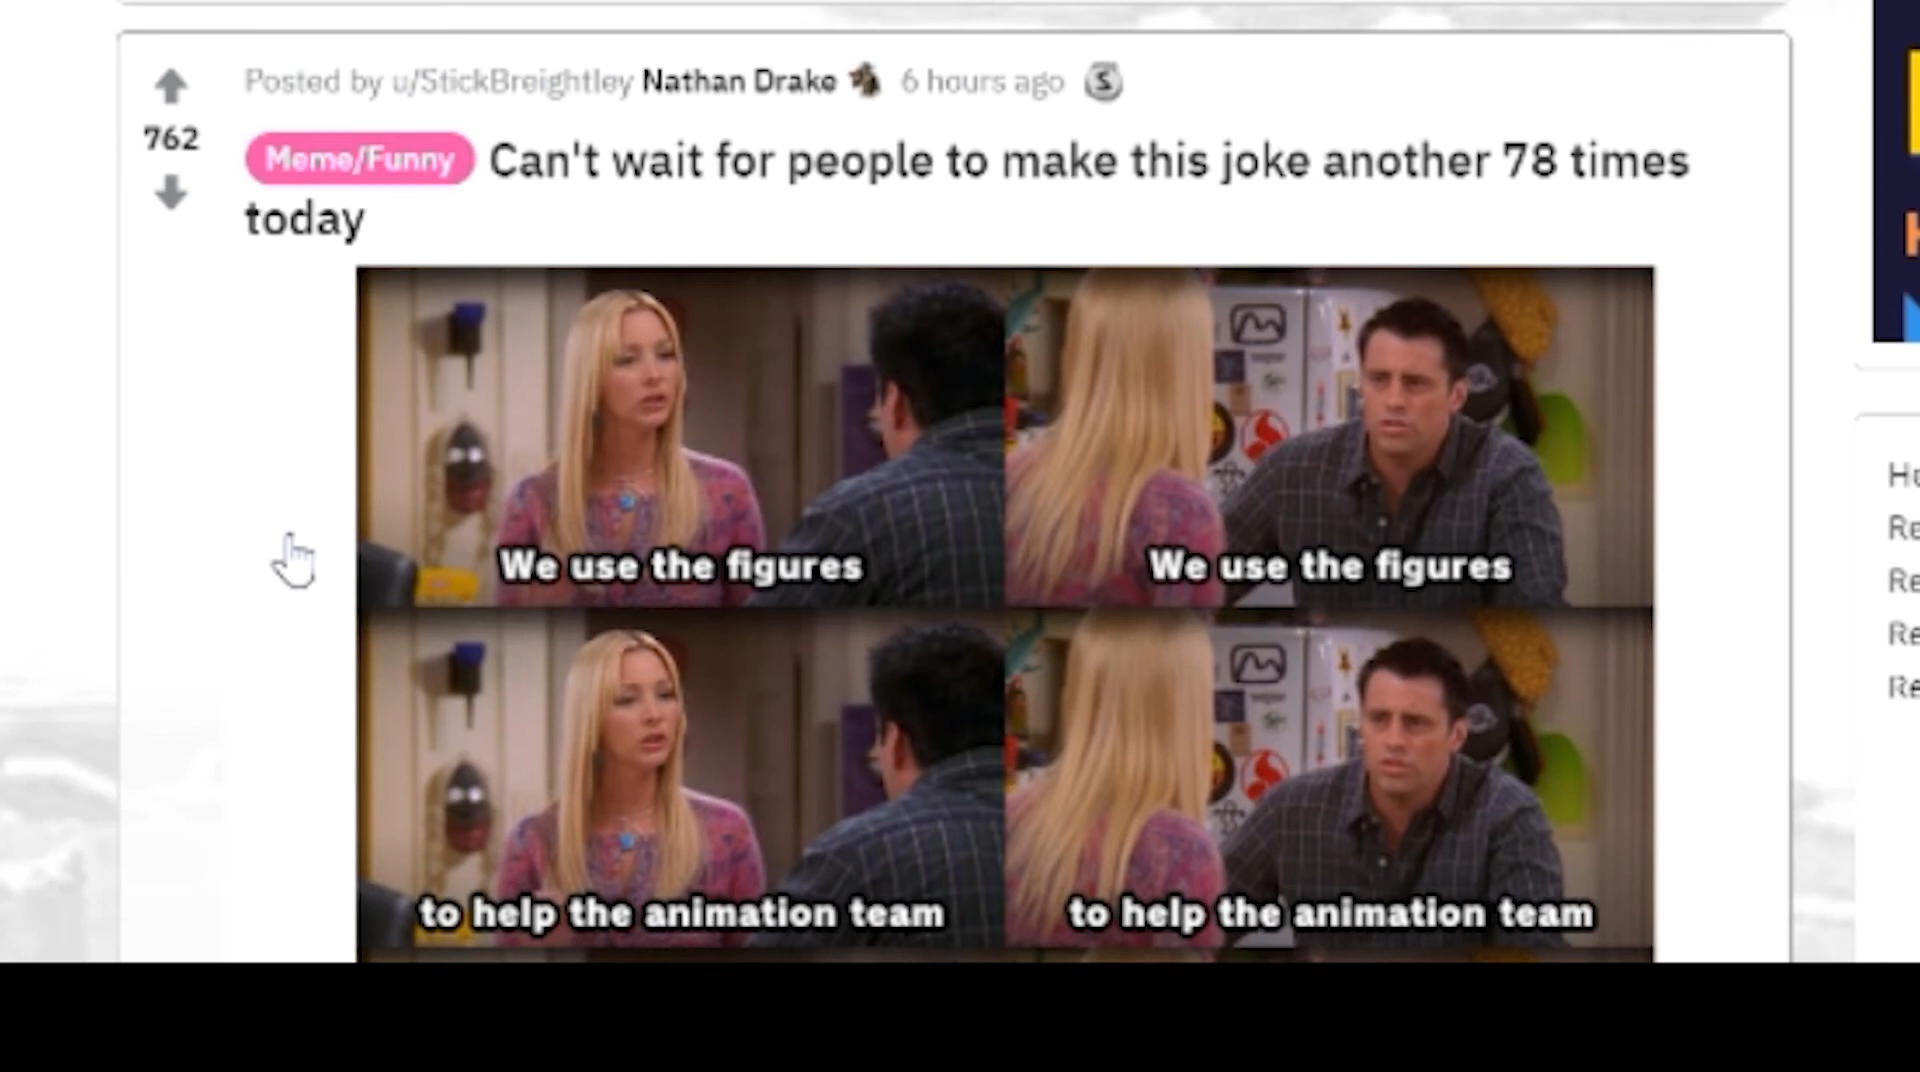 Posted by u/StickBreightley Nathan Drake 6 hours ago
762
Meme/Funny Can't wait for people to make this joke another 78 times
today
We use the figures We use the figures
to help the animation team to help the animation team